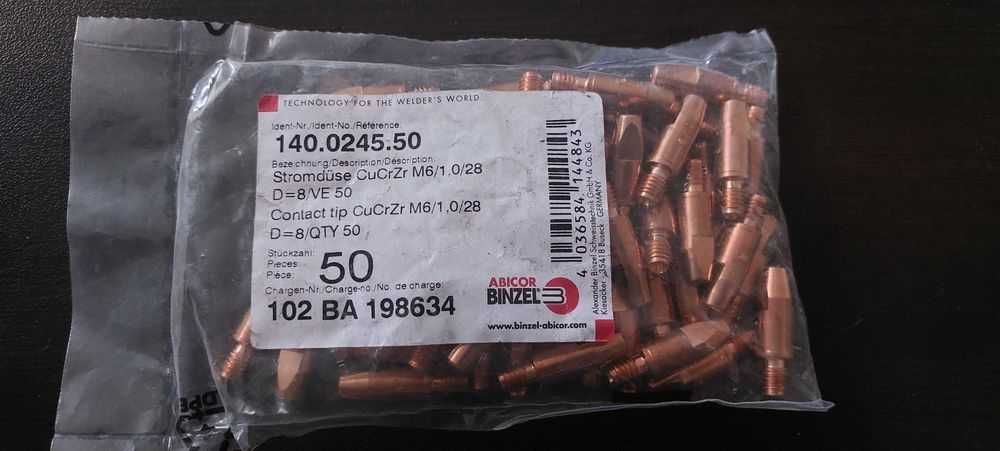 TECHNOLOGY FOR THE WELDER'S WORLD.
Ident-Nr./Ident-No./Référence:
140.0245.50
Bezeichnung/Description/Déscription:
Stromdüse CuCrZr M6/1,0/28
D=8/VE 50
Contact tip CuCrZr M6/1,0/28
D=8/QTY 50
Stückzahl:
Pieces:
Pièce:
50
Chargen-Nr./Charge-no./No. de charge:
102 BA 198634
ABICOR
BINZEL
www.binzel-abicor.com
4 036584 144843
Alexander Binzel Schweisstechnik GmbH & Co. KG
Kiesacker · 35418 Buseck · GERMANY